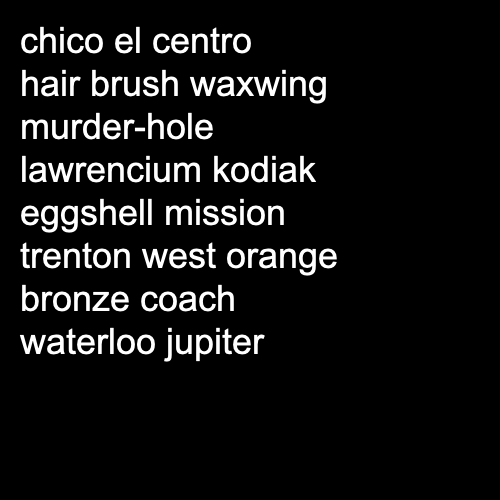 chico el centro
hair brush waxwing
murder-hole
lawrencium kodiak
eggshell mission
trenton west orange
bronze coach
waterloo jupiter